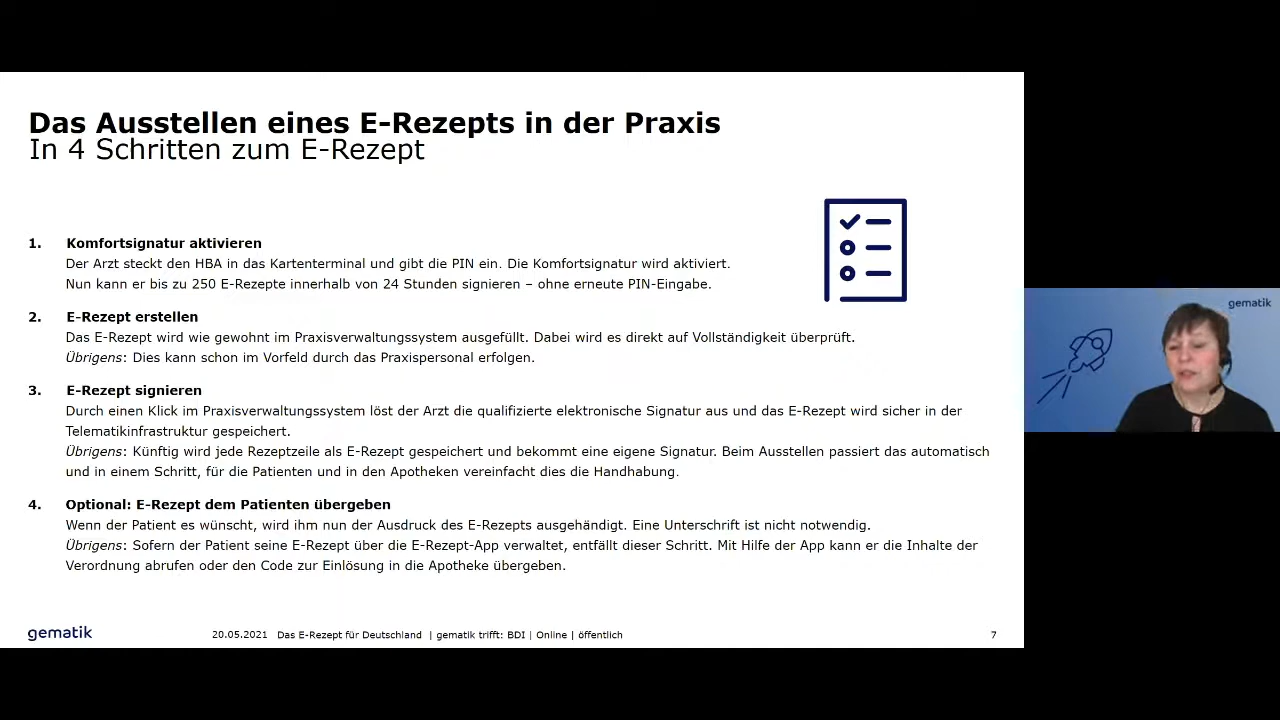 Das Ausstellen eines E-Rezepts in der Praxis
In 4 Schritten zum E-Rezept
1. Komfortsignatur aktivieren
Der Arzt steckt den HBA in das Kartenterminal und gibt die PIN ein. Die Komfortsignatur wird aktiviert.
Nun kann er bis zu 250 E-Rezepte innerhalb von 24 Stunden signieren – ohne erneute PIN-Eingabe.
2. E-Rezept erstellen
Das E-Rezept wird wie gewohnt im Praxisverwaltungssystem ausgefüllt. Dabei wird es direkt auf Vollständigkeit überprüft.
Übrigens: Dies kann schon im Vorfeld durch das Praxispersonal erfolgen.
3. E-Rezept signieren
Durch einen Klick im Praxisverwaltungssystem löst der Arzt die qualifizierte elektronische Signatur aus und das E-Rezept wird sicher in der
Telematikinfrastruktur gespeichert.
Übrigens: Künftig wird jede Rezeptzeile als E-Rezept gespeichert und bekommt eine eigene Signatur. Beim Ausstellen passiert das automatisch
und in einem Schritt, für die Patienten und in den Apotheken vereinfacht dies die Handhabung.
4. Optional: E-Rezept dem Patienten übergeben
Wenn der Patient es wünscht, wird ihm nun der Ausdruck des E-Rezepts ausgehändigt. Eine Unterschrift ist nicht notwendig.
Übrigens: Sofern der Patient seine E-Rezept über die E-Rezept-App verwaltet, entfällt dieser Schritt. Mit Hilfe der App kann er die Inhalte der
Verordnung abrufen oder den Code zur Einlösung in die Apotheke übergeben.
gematik
20.05.2021 Das E-Rezept für Deutschland | gematik trifft: BDI | Online | öffentlich
7
gematik